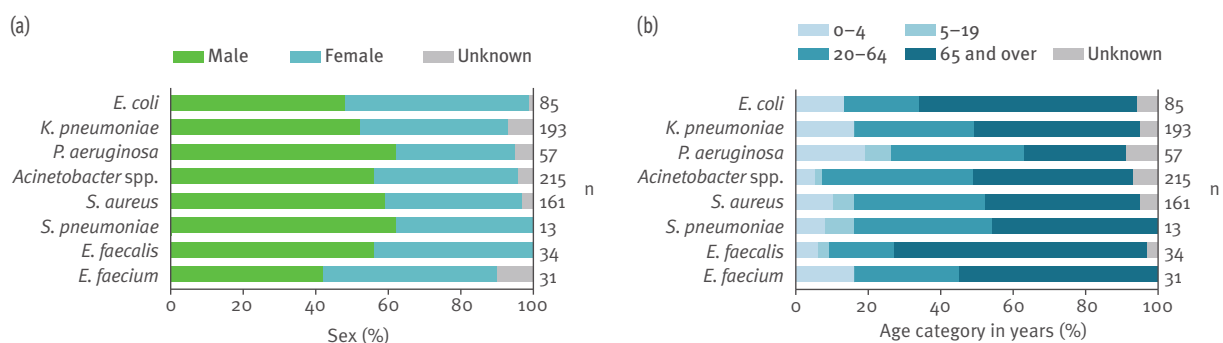 (a)
Male Female Unknown
E. coli 85
K. pneumoniae 193
P. aeruginosa 57
Acinetobacter spp. 215
S. aureus 161
S. pneumoniae 13
E. faecalis 34
E. faecium 31
n
0 20 40 60 80 100
Sex (%)
(b)
0–4 5–19
20–64 65 and over Unknown
E. coli 85
K. pneumoniae 193
P. aeruginosa 57
Acinetobacter spp. 215
S. aureus 161
S. pneumoniae 13
E. faecalis 34
E. faecium 31
n
0 20 40 60 80 100
Age category in years (%)